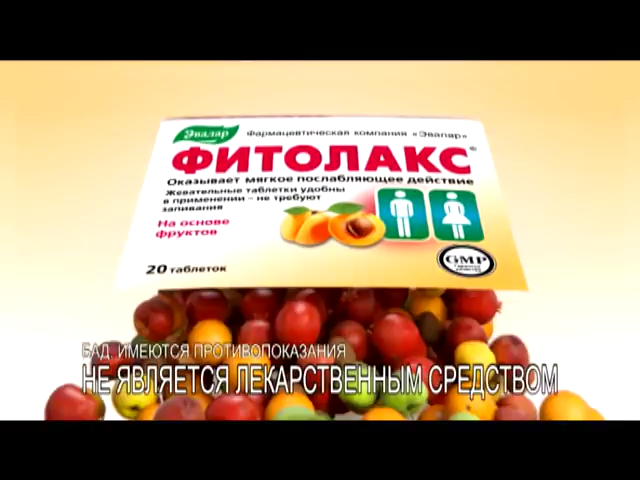 Эвалар
Фармацевтическая компания «Эвалар»
ФИТОЛАКС®
Оказывает мягкое послабляющее действие
Жевательные таблетки удобны
в применении – не требуют
запивания
На основе
фруктов
GMP
20 таблеток
БАД. ИМЕЮТСЯ ПРОТИВОПОКАЗАНИЯ
НЕ ЯВЛЯЕТСЯ ЛЕКАРСТВЕННЫМ СРЕДСТВОМ